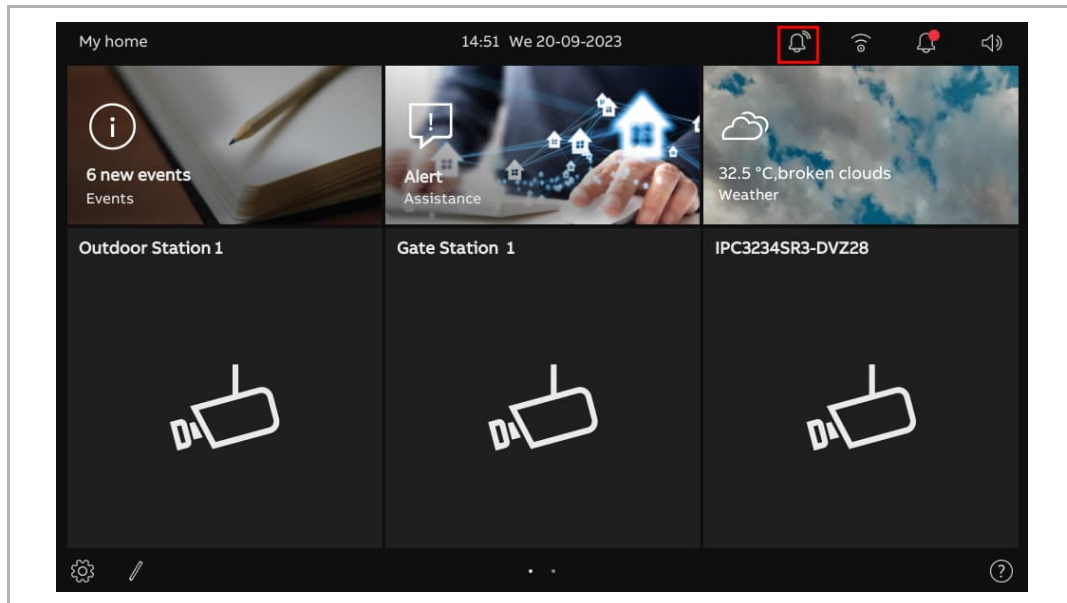 My home
14:51 We 20-09-2023
6 new events
Events
Alert
Assistance
32.5 °C,broken clouds
Weather
Outdoor Station 1
Gate Station 1
IPC3234SR3-DVZ28